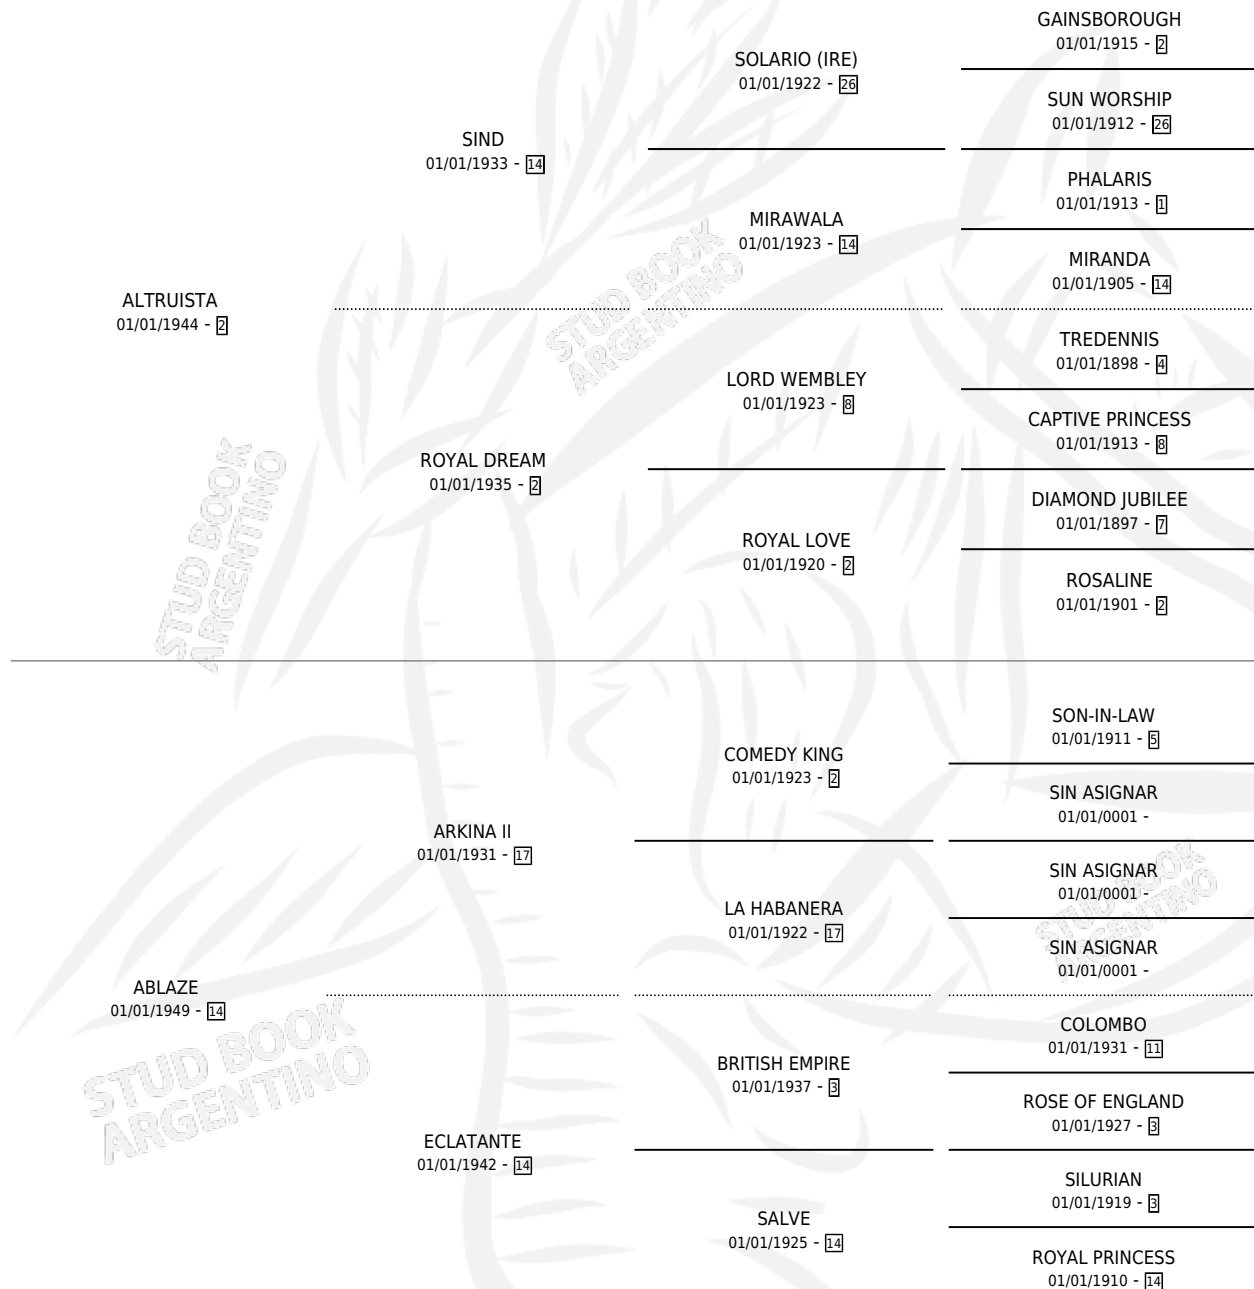 GAINSBOROUGH
01/01/1915 - 2
SOLARIO (IRE)
01/01/1922 - 26
SUN WORSHIP
01/01/1912 - 26
SIND
01/01/1933 - 14
PHALARIS
01/01/1913 - 1
MIRAWALA
01/01/1923 - 14
MIRANDA
01/01/1905 - 14
ALTRUISTA
01/01/1944 - 2
TREDENNIS
01/01/1898 - 4
LORD WEMBLEY
01/01/1923 - 8
CAPTIVE PRINCESS
01/01/1913 - 8
ROYAL DREAM
01/01/1935 - 2
DIAMOND JUBILEE
01/01/1897 - 7
ROYAL LOVE
01/01/1920 - 2
ROSALINE
01/01/1901 - 2
SON-IN-LAW
01/01/1911 - 5
COMEDY KING
01/01/1923 - 2
SIN ASIGNAR
01/01/0001 -
ARKINA II
01/01/1931 - 17
SIN ASIGNAR
01/01/0001 -
LA HABANERA
01/01/1922 - 17
SIN ASIGNAR
01/01/0001 -
ABLAZE
01/01/1949 - 14
COLOMBO
01/01/1931 - 11
BRITISH EMPIRE
01/01/1937 - 3
ROSE OF ENGLAND
01/01/1927 - 3
ECLATANTE
01/01/1942 - 14
SILURIAN
01/01/1919 - 3
SALVE
01/01/1925 - 14
ROYAL PRINCESS
01/01/1910 - 14
STUD BOOK
ARGENTINO
STUD BOOK
ARGENTINO
STUD BOOK
ARGENTINO
STUD BOOK
ARGENTINO